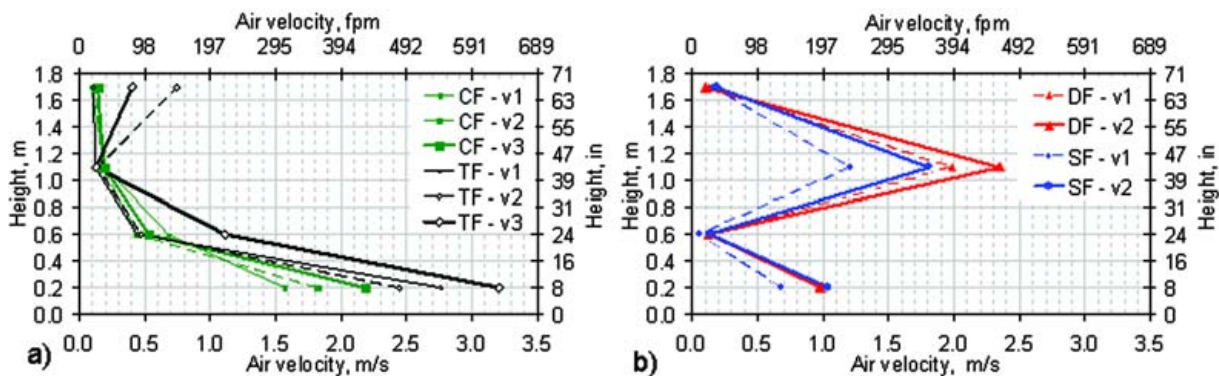 Air velocity, fpm
0 98 197 295 394 492 591 689
1.8
1.6
1.4
1.2
1.0
0.8
0.6
0.4
0.2
0.0
Height, m
71
63
55
47
39
31
24
16
8
0
Height, in
CF - v1
CF - v2
CF - v3
TF - v1
TF - v2
TF - v3
0.0 0.5 1.0 1.5 2.0 2.5 3.0 3.5
Air velocity, m/s
a)
Air velocity, fpm
0 98 197 295 394 492 591 689
1.8
1.6
1.4
1.2
1.0
0.8
0.6
0.4
0.2
0.0
Height, m
71
63
55
47
39
31
24
16
8
0
Height, in
DF - v1
DF - v2
SF - v1
SF - v2
0.0 0.5 1.0 1.5 2.0 2.5 3.0 3.5
Air velocity, m/s
b)